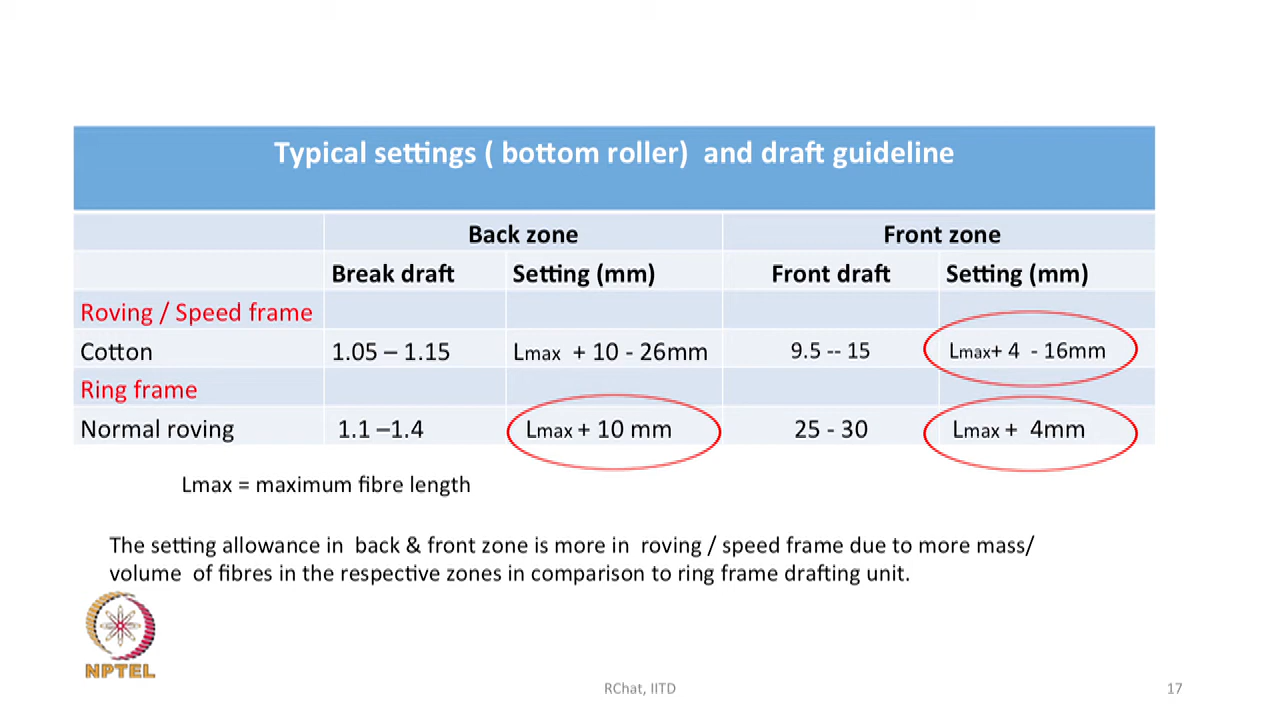 Typical settings ( bottom roller) and draft guideline
Back zone Front zone
Break draft Setting (mm) Front draft Setting (mm)
Roving / Speed frame
Cotton 1.05 – 1.15 Lmax + 10 - 26mm 9.5 -- 15 Lmax+ 4 - 16mm
Ring frame
Normal roving 1.1 –1.4 Lmax + 10 mm 25 - 30 Lmax + 4mm
Lmax = maximum fibre length
The setting allowance in back & front zone is more in roving / speed frame due to more mass/
volume of fibres in the respective zones in comparison to ring frame drafting unit.
NPTEL
RChat, IITD 17